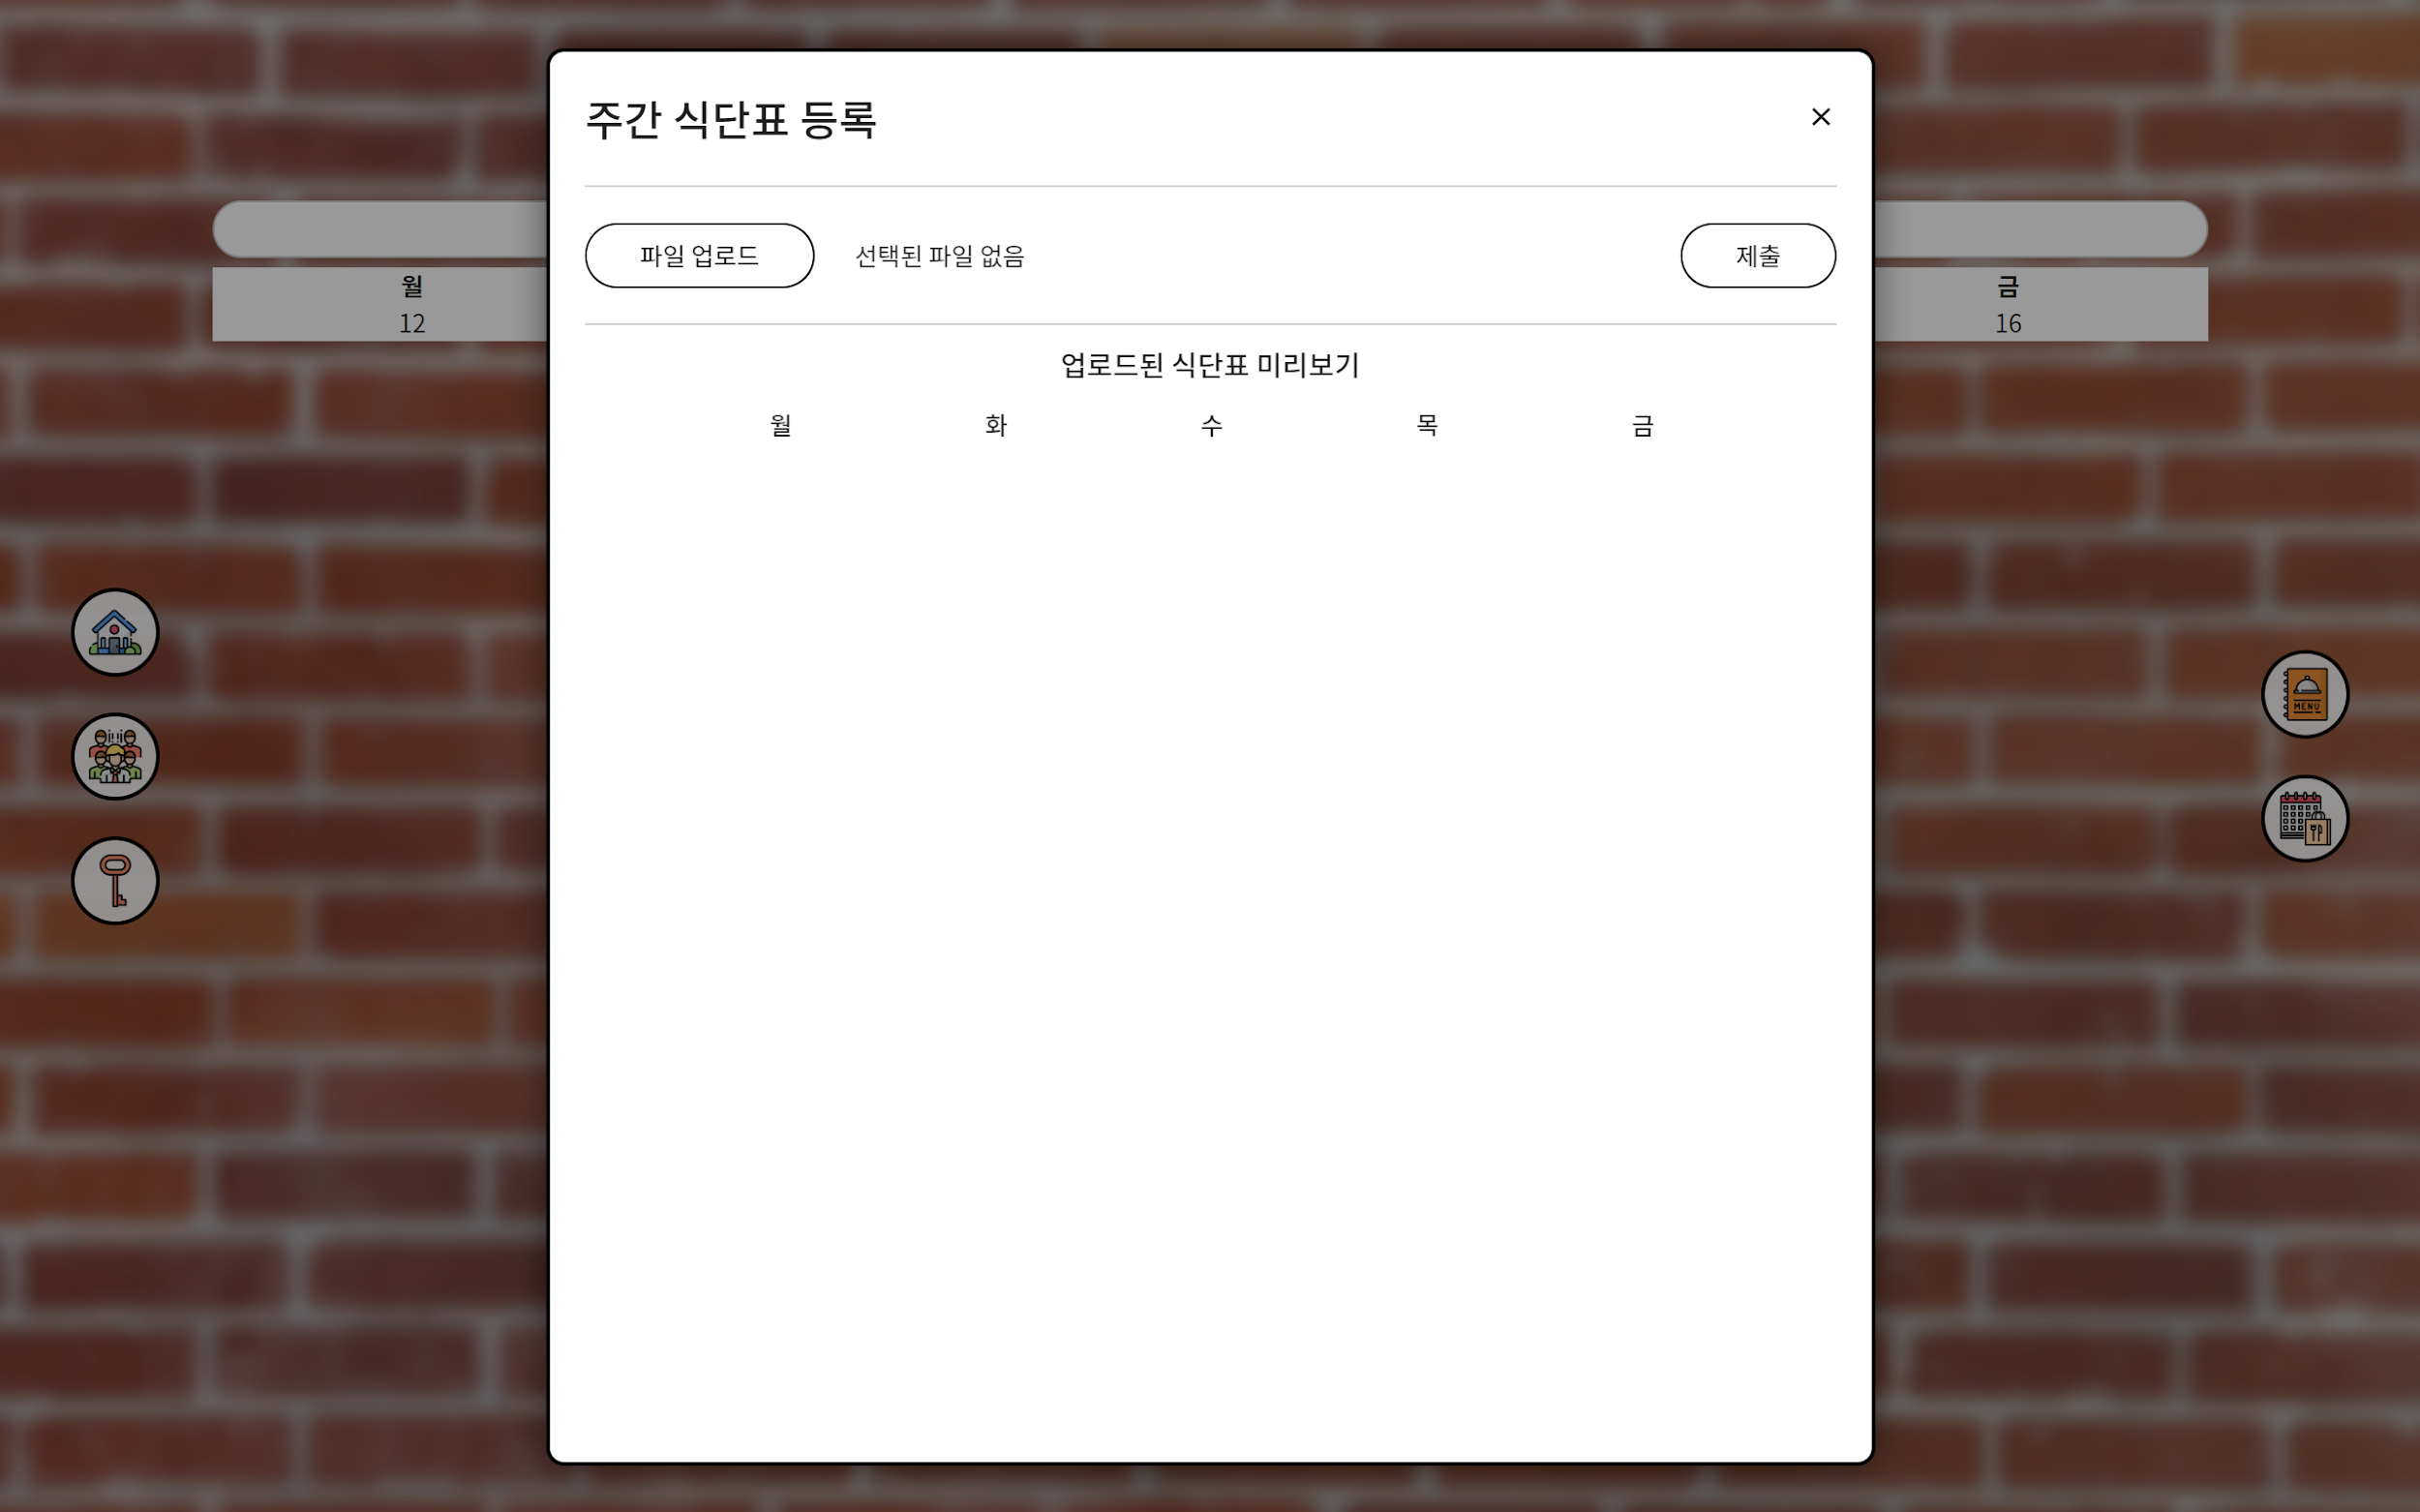 주간 식단표 등록
파일 업로드 선택된 파일 없음 제출
월 금
12 16
업로드된 식단표 미리보기
월 화 수 목 금
MENU